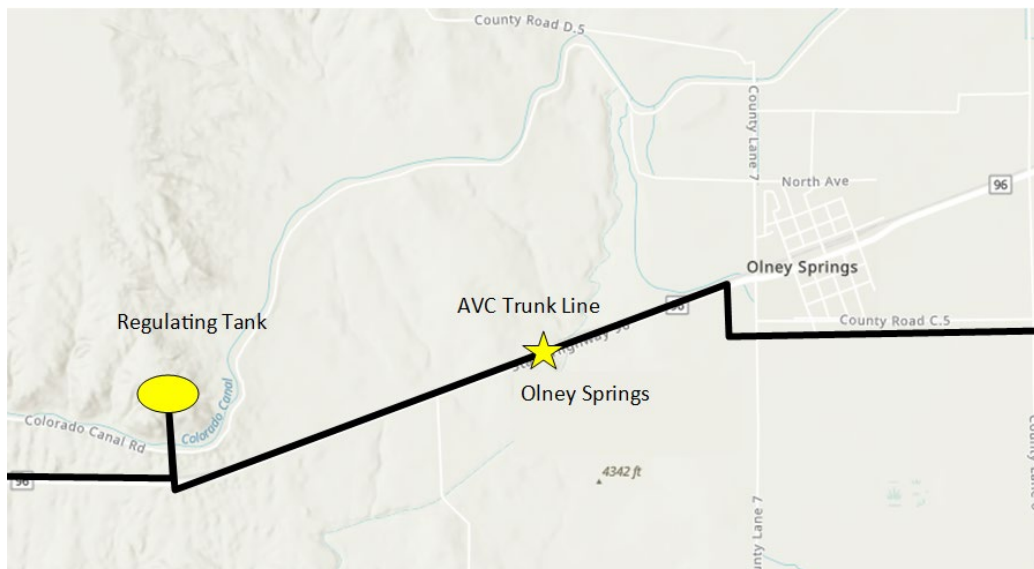 County Road D.5
County Lane 7
North Ave
96
Olney Springs
AVC Trunk Line
Regulating Tank
96
County Road C.5
Olney Springs
Colorado Canal
Colorado Canal Rd
4342 ft
96
County Lane 7